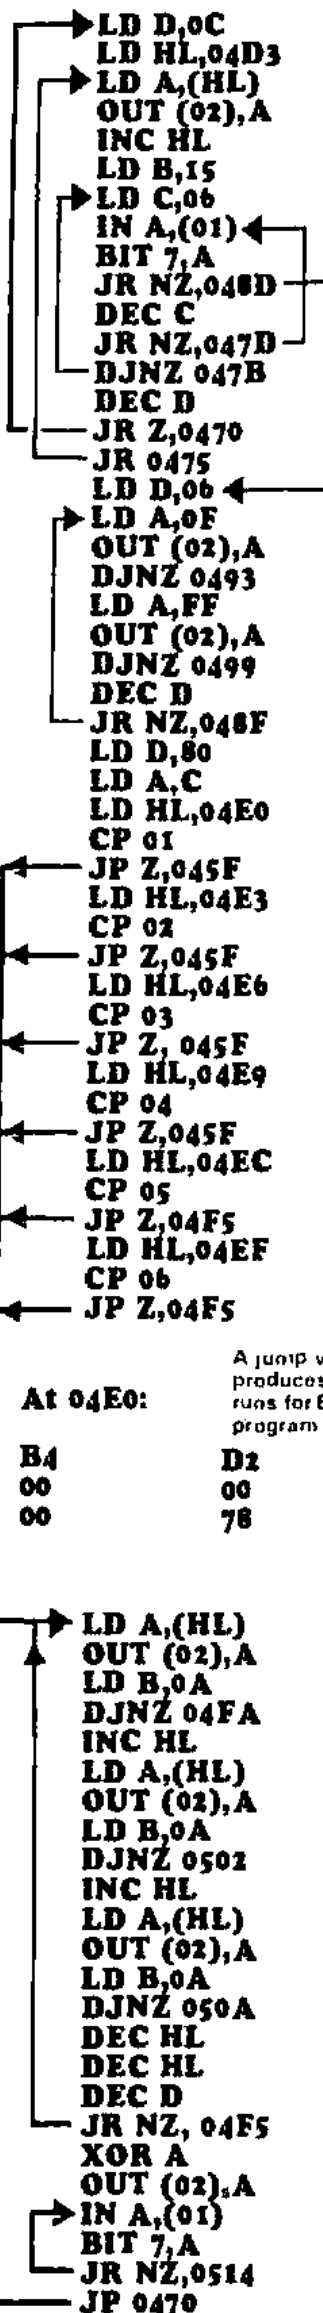 LD D,0C
LD HL,04D3
LD A,(HL)
OUT (02),A
INC HL
LD B,15
LD C,06
IN A,(01)
BIT 7,A
JR NZ,048D
DEC C
JR NZ,047D
DJNZ 047B
DEC D
JR Z,0470
JR 0475
LD D,06
LD A,0F
OUT (02),A
DJNZ 0493
LD A,FF
OUT (02),A
DJNZ 0499
DEC D
JR NZ,048F
LD D,80
LD A,C
LD HL,04E0
CP 01
JP Z,045F
LD HL,04E3
CP 02
JP Z,045F
LD HL,04E6
CP 03
JP Z, 045F
LD HL,04E9
CP 04
JP Z,045F
LD HL,04EC
CP 05
JP Z,04F5
LD HL,04EF
CP 06
JP Z,04F5
A jump
produces
At 04E0:
runs for
program
B4 D2
00 00
00 78
LD A,(HL)
OUT (02),A
LD B,0A
DJNZ 04FA
INC HL
LD A,(HL)
OUT (02),A
LD B,0A
DJNZ 0502
INC HL
LD A,(HL)
OUT (02),A
LD B,0A
DJNZ 050A
DEC HL
DEC HL
DEC D
JR NZ, 04F5
XOR A
OUT (02),A
IN A,(01)
BIT 7,A
JR NZ,0514
JP 0470